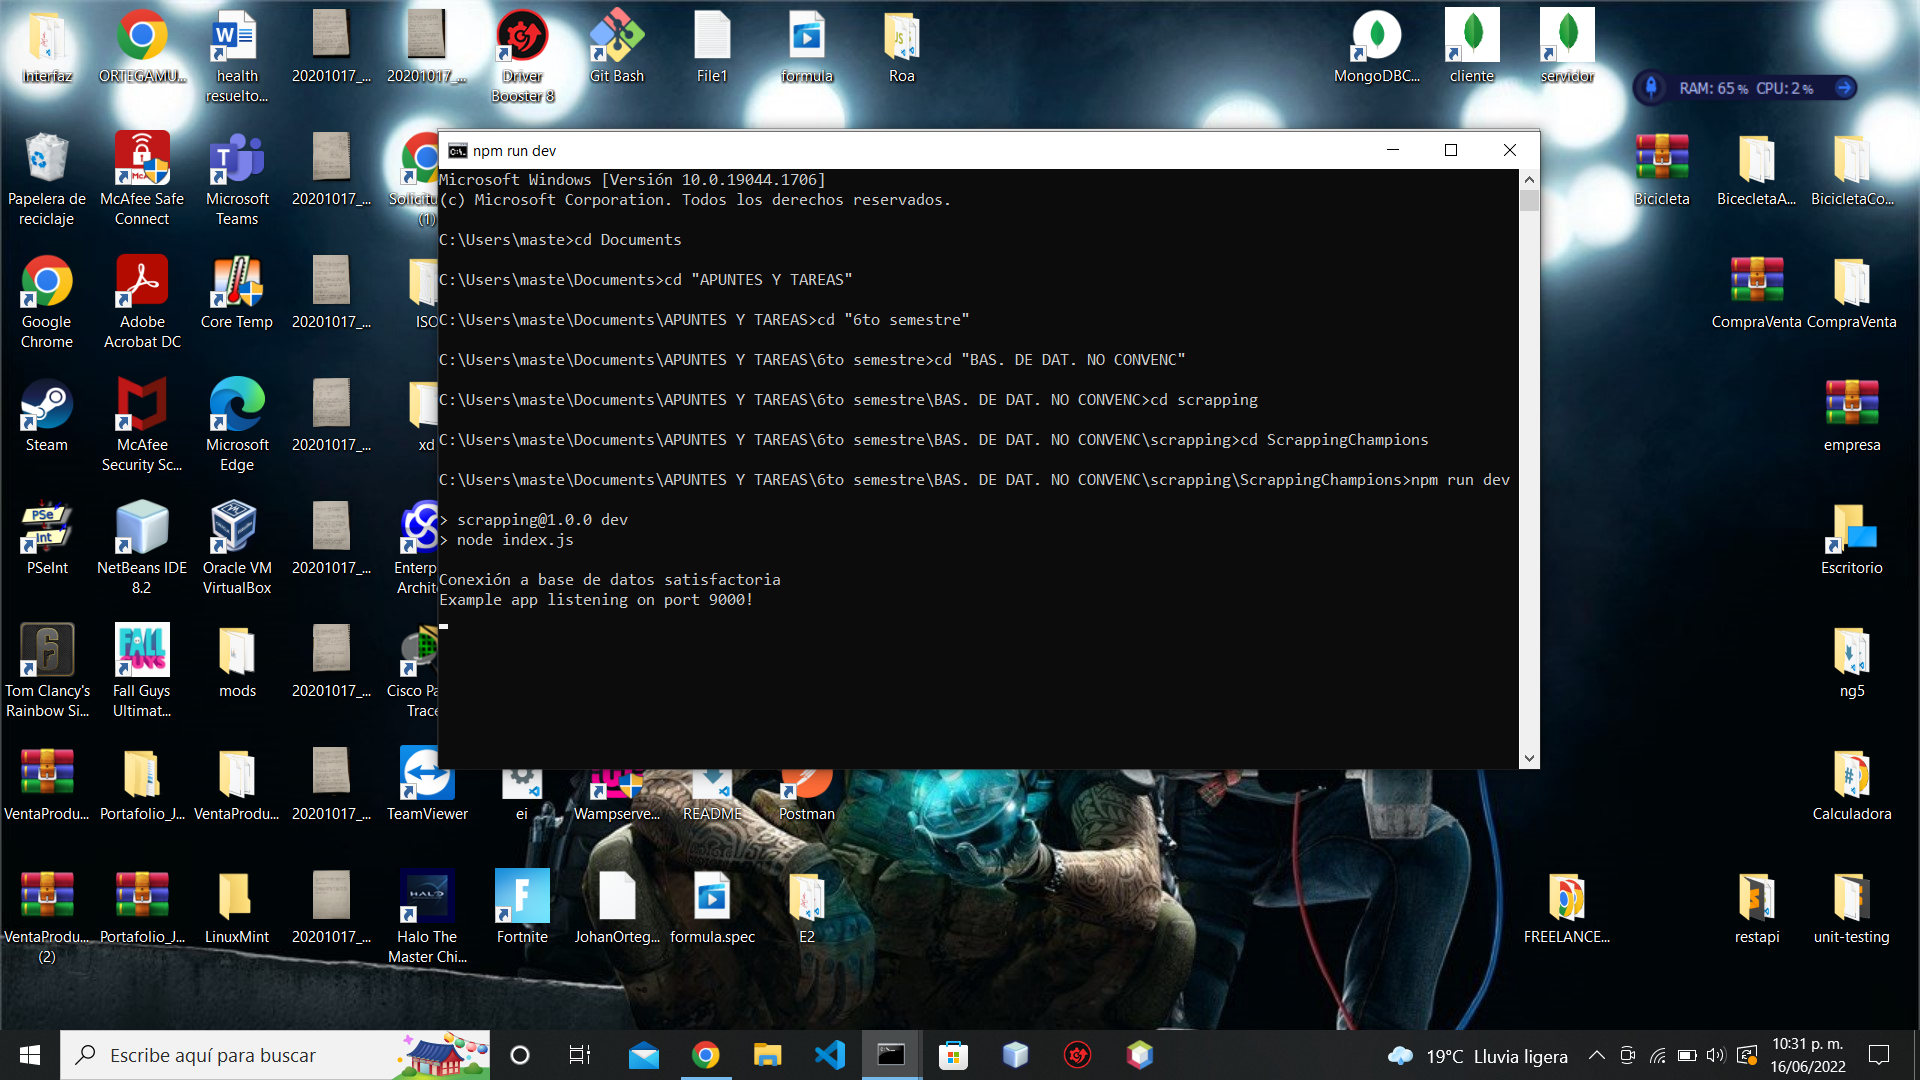 Interfaz
ORTEGAMU...
health
resuelto...
20201017_...
20201017_...
Driver
Booster 8
Git Bash
File1
formula
Roa
MongoDBC...
cliente
servidor
RAM: 65 % CPU: 2 %
Papelera de
reciclaje
McAfee Safe
Connect
Microsoft
Teams
20201017_...
Solicitu
(1)
Bicicleta
BicecletaA...
BicicletaCo...
Google
Chrome
Adobe
Acrobat DC
Core Temp
20201017_...
ISO
CompraVenta
CompraVenta
Steam
McAfee
Security Sc...
Microsoft
Edge
20201017_...
xd
empresa
PSeInt
NetBeans IDE
8.2
Oracle VM
VirtualBox
20201017_...
Enterp
Archit
Escritorio
Tom Clancy's
Rainbow Si...
Fall Guys
Ultimat...
mods
20201017_...
Cisco Pa
Trace
ng5
VentaProdu...
Portafolio_J...
VentaProdu...
20201017_...
TeamViewer
ei
Wampserve...
README
Postman
Calculadora
VentaProdu...
(2)
Portafolio_J...
LinuxMint
20201017_...
Halo The
Master Chi...
Fortnite
JohanOrteg...
formula.spec
E2
FREELANCE...
restapi
unit-testing
npm run dev
Microsoft Windows [Versión 10.0.19044.1706]
(c) Microsoft Corporation. Todos los derechos reservados.
C:\Users\maste>cd Documents
C:\Users\maste\Documents>cd "APUNTES Y TAREAS"
C:\Users\maste\Documents\APUNTES Y TAREAS>cd "6to semestre"
C:\Users\maste\Documents\APUNTES Y TAREAS\6to semestre>cd "BAS. DE DAT. NO CONVENC"
C:\Users\maste\Documents\APUNTES Y TAREAS\6to semestre\BAS. DE DAT. NO CONVENC>cd scrapping
C:\Users\maste\Documents\APUNTES Y TAREAS\6to semestre\BAS. DE DAT. NO CONVENC\scrapping>cd ScrappingChampions
C:\Users\maste\Documents\APUNTES Y TAREAS\6to semestre\BAS. DE DAT. NO CONVENC\scrapping\ScrappingChampions>npm run dev
> scrapping@1.0.0 dev
> node index.js
Conexión a base de datos satisfactoria
Example app listening on port 9000!
Escribe aquí para buscar
19°C Lluvia ligera
10:31 p. m.
16/06/2022